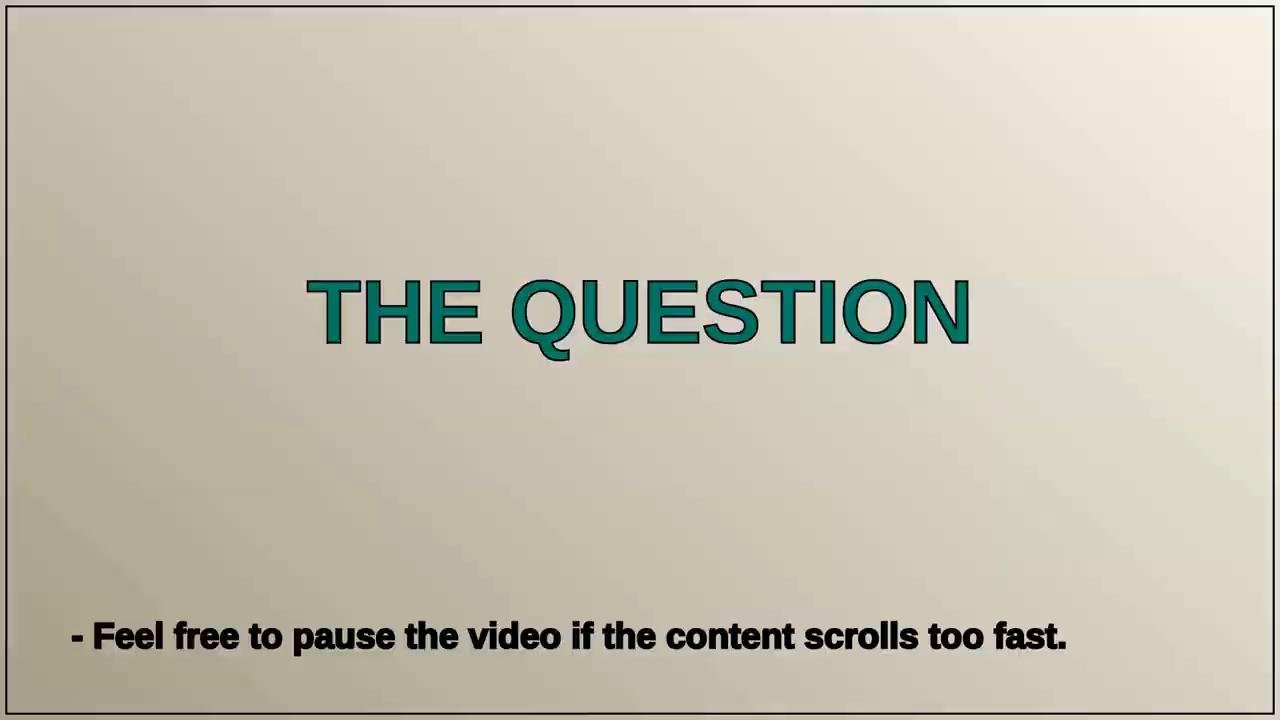 THE QUESTION
- Feel free to pause the video if the content scrolls too fast.